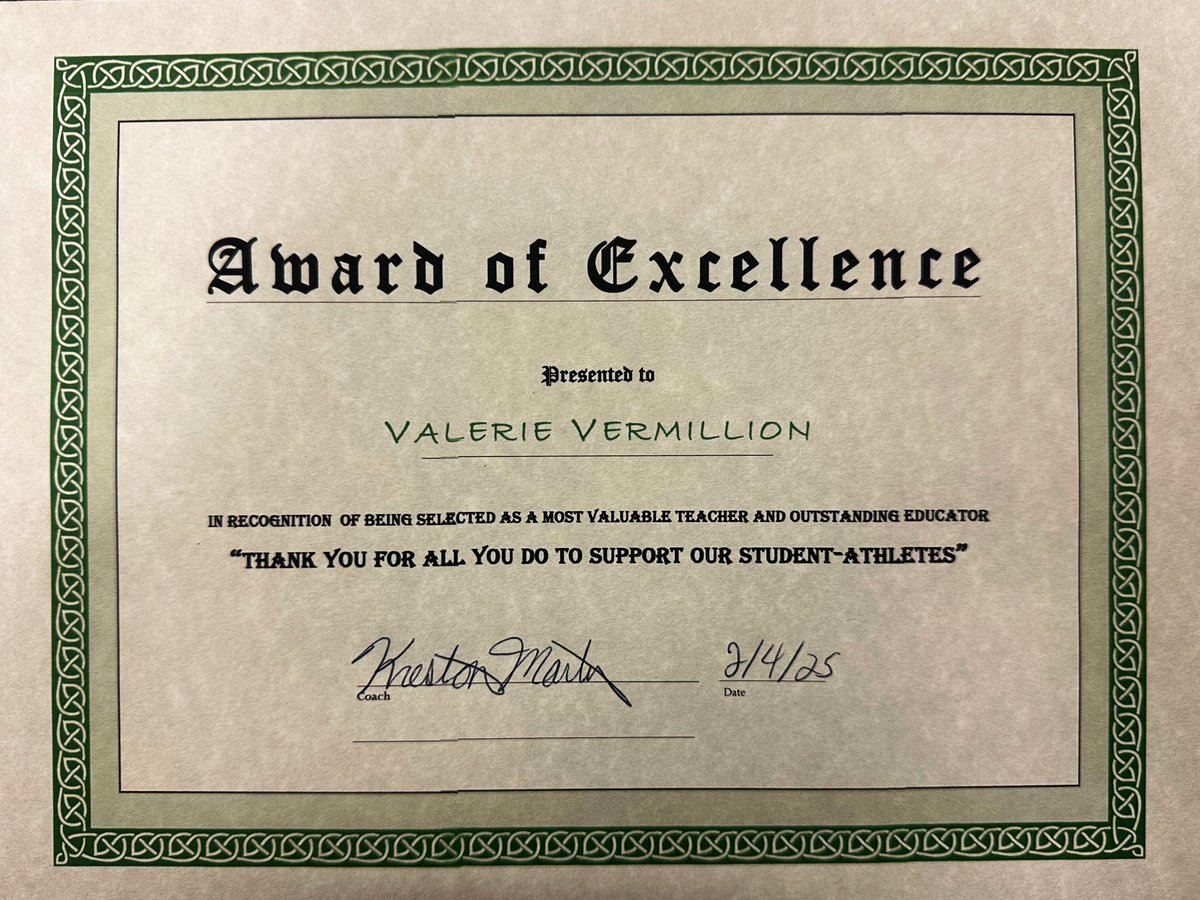 Award of Excellence
Presented to
VALERIE VERMILLION
IN RECOGNITION OF BEING SELECTED AS A MOST VALUABLE TEACHER AND OUTSTANDING EDUCATOR
“THANK YOU FOR ALL YOU DO TO SUPPORT OUR STUDENT-ATHLETES”
Kreston Martin 2/4/25
Coach Date